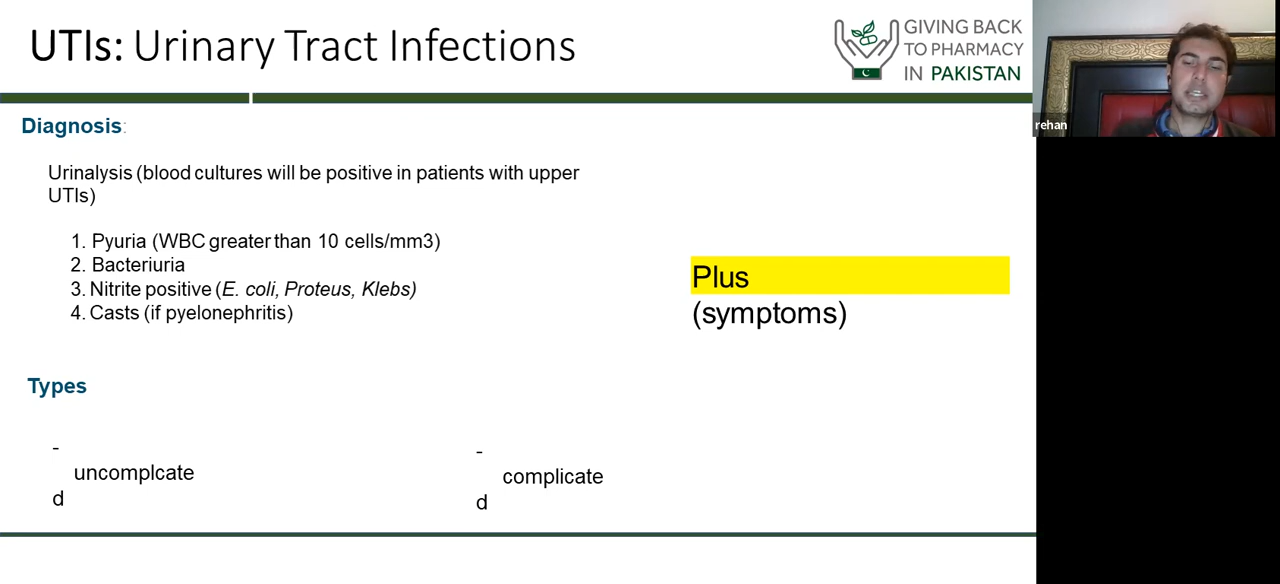 UTIs: Urinary Tract Infections
GIVING BACK
TO PHARMACY
IN PAKISTAN
rehan
Diagnosis:
Urinalysis (blood cultures will be positive in patients with upper
UTIs)
1. Pyuria (WBC greater than 10 cells/mm3)
2. Bacteriuria
3. Nitrite positive (E. coli, Proteus, Klebs)
4. Casts (if pyelonephritis)
Plus
(symptoms)
Types
-
uncomplcate
d
-
complicate
d